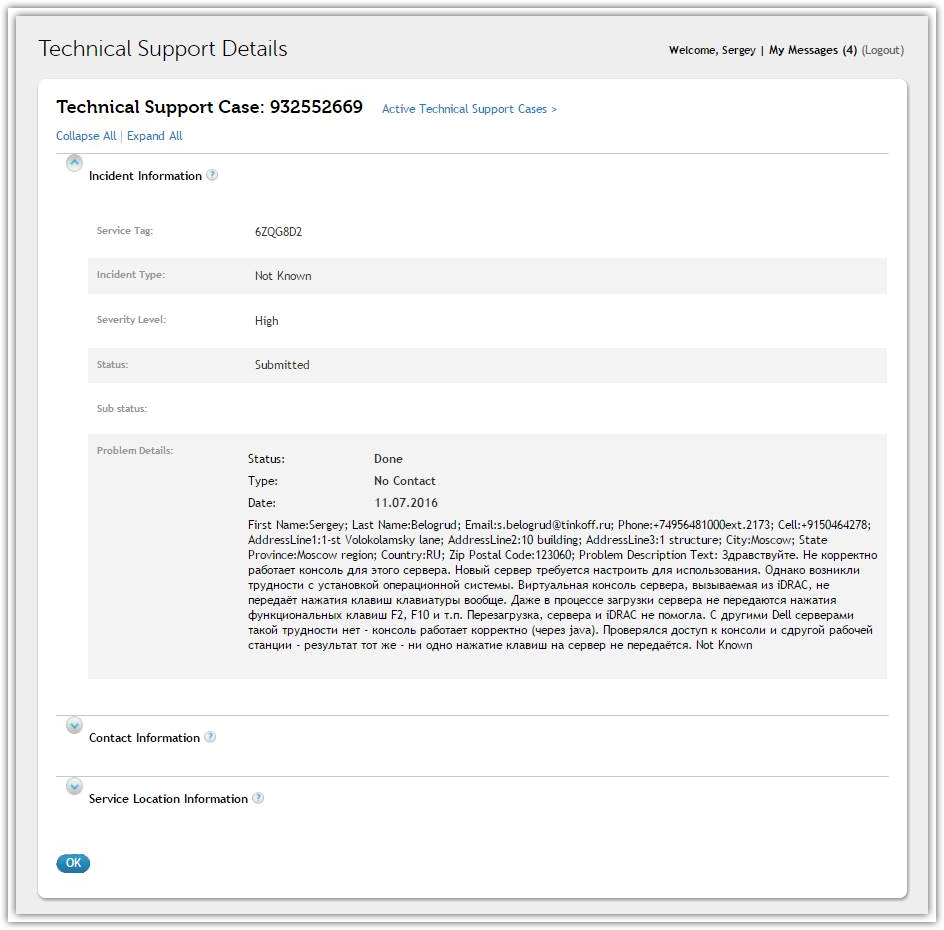 Technical Support Details
Welcome, Sergey | My Messages (4) (Logout)
Technical Support Case: 932552669 Active Technical Support Cases >
Collapse All | Expand All
Incident Information ?
Service Tag: 6ZQG8D2
Incident Type: Not Known
Severity Level: High
Status: Submitted
Sub status:
Problem Details:
Status: Done
Type: No Contact
Date: 11.07.2016
First Name:Sergey; Last Name:Belogrud; Email:s.belogrud@tinkoff.ru; Phone:+74956481000ext.2173; Cell:+9150464278;
AddressLine1:1-st Volokolamsky lane; AddressLine2:10 building; AddressLine3:1 structure; City:Moscow; State
Province:Moscow region; Country:RU; Zip Postal Code:123060; Problem Description Text: Здравствуйте. Не корректно
работает консоль для этого сервера. Новый сервер требуется настроить для использования. Однако возникли
трудности с установкой операционной системы. Виртуальная консоль сервера, вызываемая из iDRAC, не
передаёт нажатия клавиш клавиатуры вообще. Даже в процессе загрузки сервера не передаются нажатия
функциональных клавиш F2, F10 и т.п. Перезагрузка, сервера и iDRAC не помогла. С другими Dell серверами
такой трудности нет - консоль работает корректно (через java). Проверялся доступ к консоли и сдругой рабочей
станции - результат тот же - ни одно нажатие клавиш на сервер не передаётся. Not Known
Contact Information ?
Service Location Information ?
OK